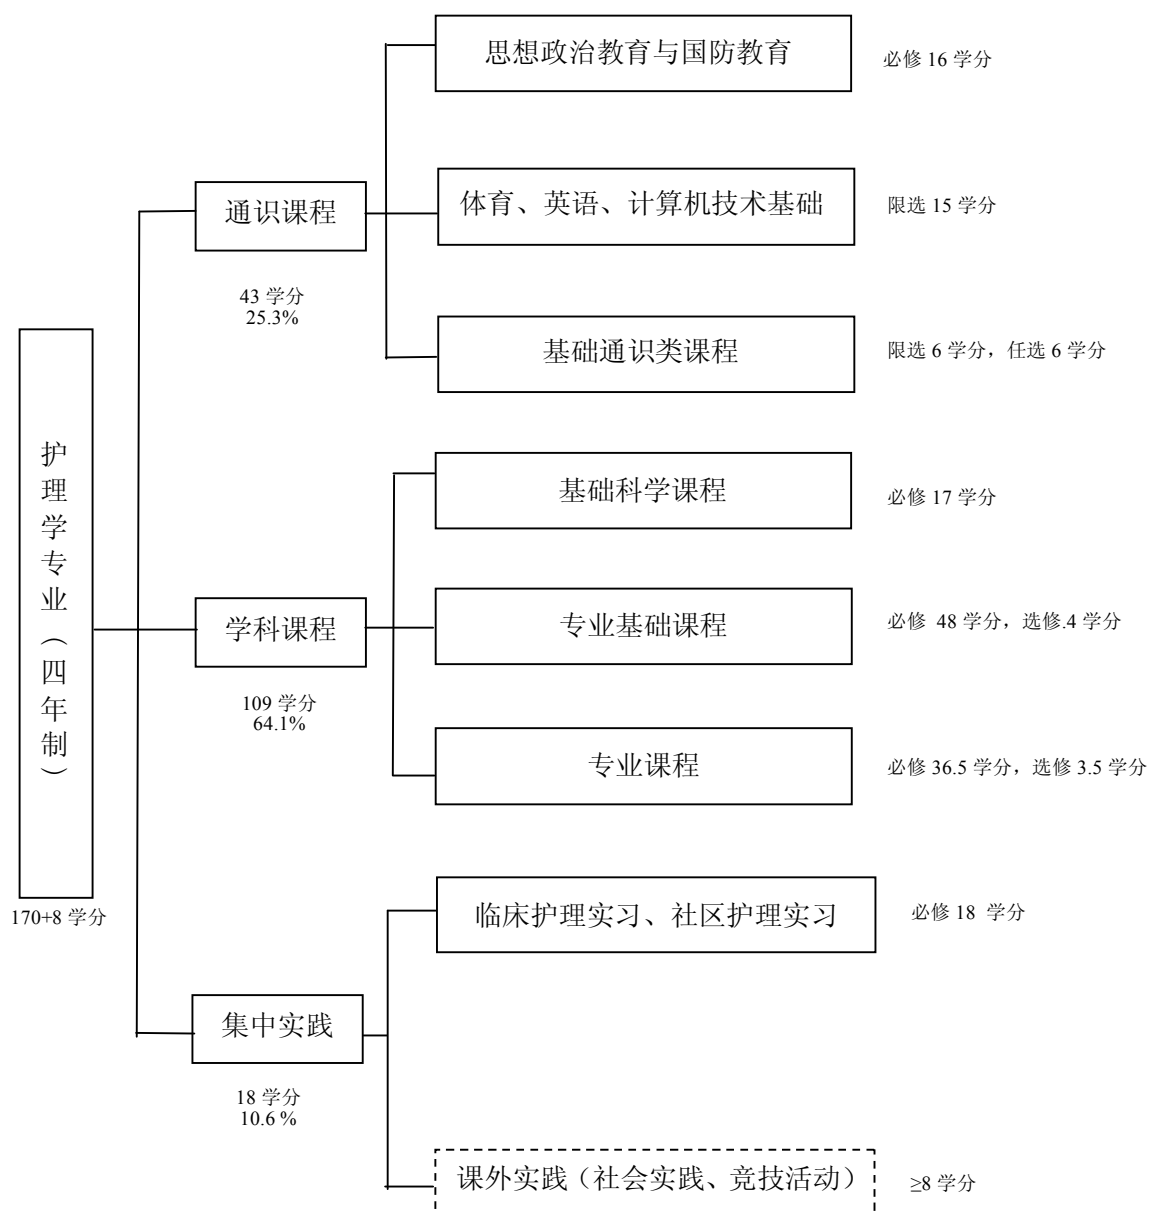 思想政治教育与国防教育
必修 16 学分
通识课程
体育、英语、计算机技术基础
限选 15 学分
43 学分
25.3%
基础通识类课程
限选 6 学分，任选 6 学分
护理学专业（四年制）
基础科学课程
必修 17 学分
学科课程
专业基础课程
必修 48 学分，选修.4 学分
109 学分
64.1%
专业课程
必修 36.5 学分，选修 3.5 学分
170+8 学分
临床护理实习、社区护理实习
必修 18 学分
集中实践
18 学分
10.6 %
课外实践（社会实践、竞技活动）
≥8 学分